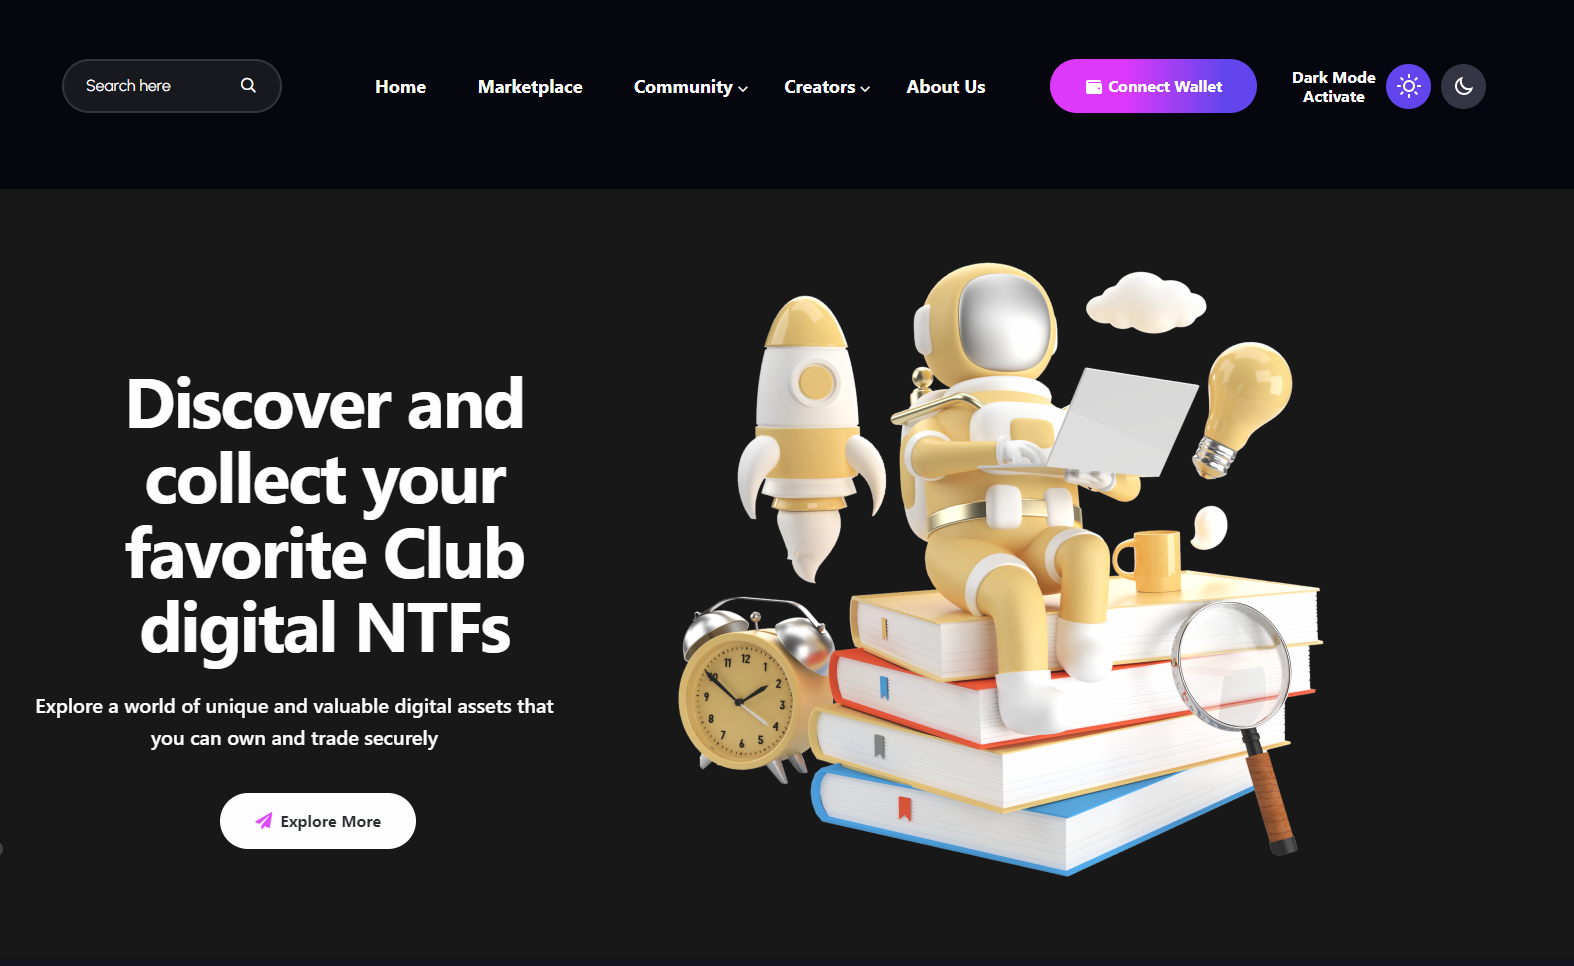 Search here
Home
Marketplace
Community
Creators
About Us
Connect Wallet
Dark Mode
Activate
Discover and
collect your
favorite Club
digital NTFs
Explore a world of unique and valuable digital assets that
you can own and trade securely
Explore More
12
1
2
3
4
5
6
7
8
9
10
11